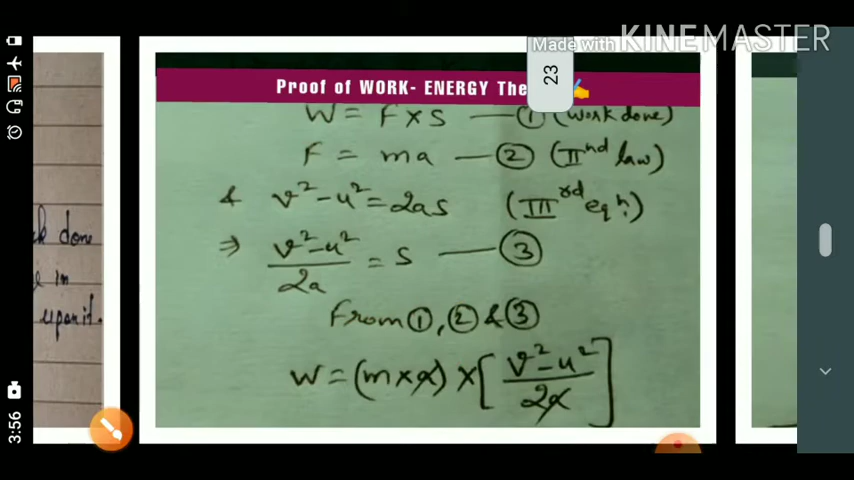 Made with KINEMASTER
23
Proof of WORK- ENERGY The
W = F × S — ① (work done)
F = ma — ② (IInd law)
& v² - u² = 2as (IIIrd eqn.)
⇒ v² - u² / 2a = s — ③
From ①, ② & ③
W = (m × a) × [v² - u² / 2a]
done
in
upon it.
3:56